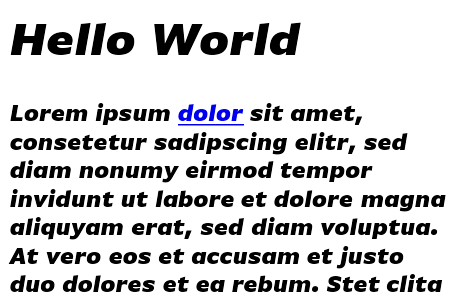 Hello World
Lorem ipsum dolor sit amet,
consetetur sadipscing elitr, sed
diam nonumy eirmod tempor
invidunt ut labore et dolore magna
aliquyam erat, sed diam voluptua.
At vero eos et accusam et justo
duo dolores et ea rebum. Stet clita